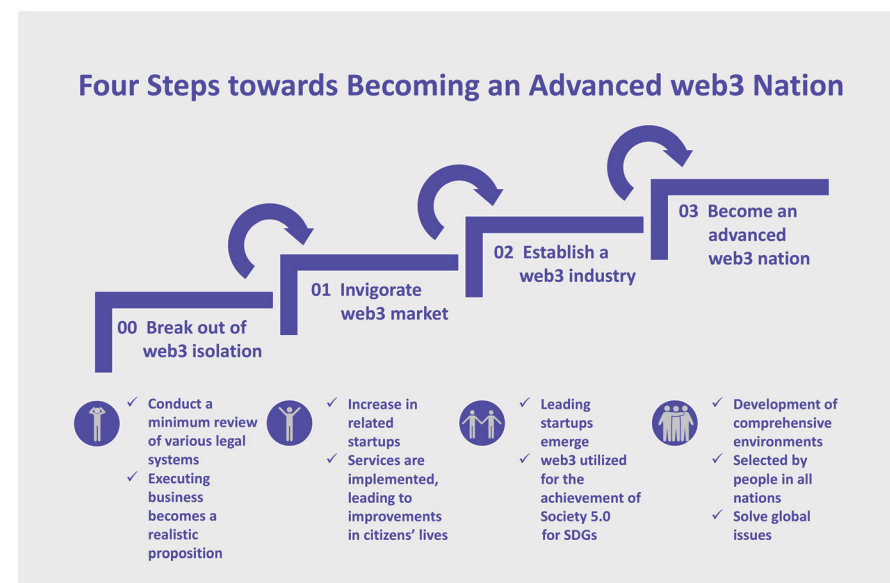 Four Steps towards Becoming an Advanced web3 Nation
00 Break out of
web3 isolation
01 Invigorate
web3 market
02 Establish a
web3 industry
03 Become an
advanced
web3 nation
✓ Conduct a
minimum review
of various legal
systems
✓ Executing
business
becomes a
realistic
proposition
✓ Increase in
related
startups
✓ Services are
implemented,
leading to
improvements
in citizens’ lives
✓ Leading
startups
emerge
✓ web3 utilized
for the
achievement of
Society 5.0
for SDGs
✓ Development of
comprehensive
environments
✓ Selected by
people in all
nations
✓ Solve global
issues